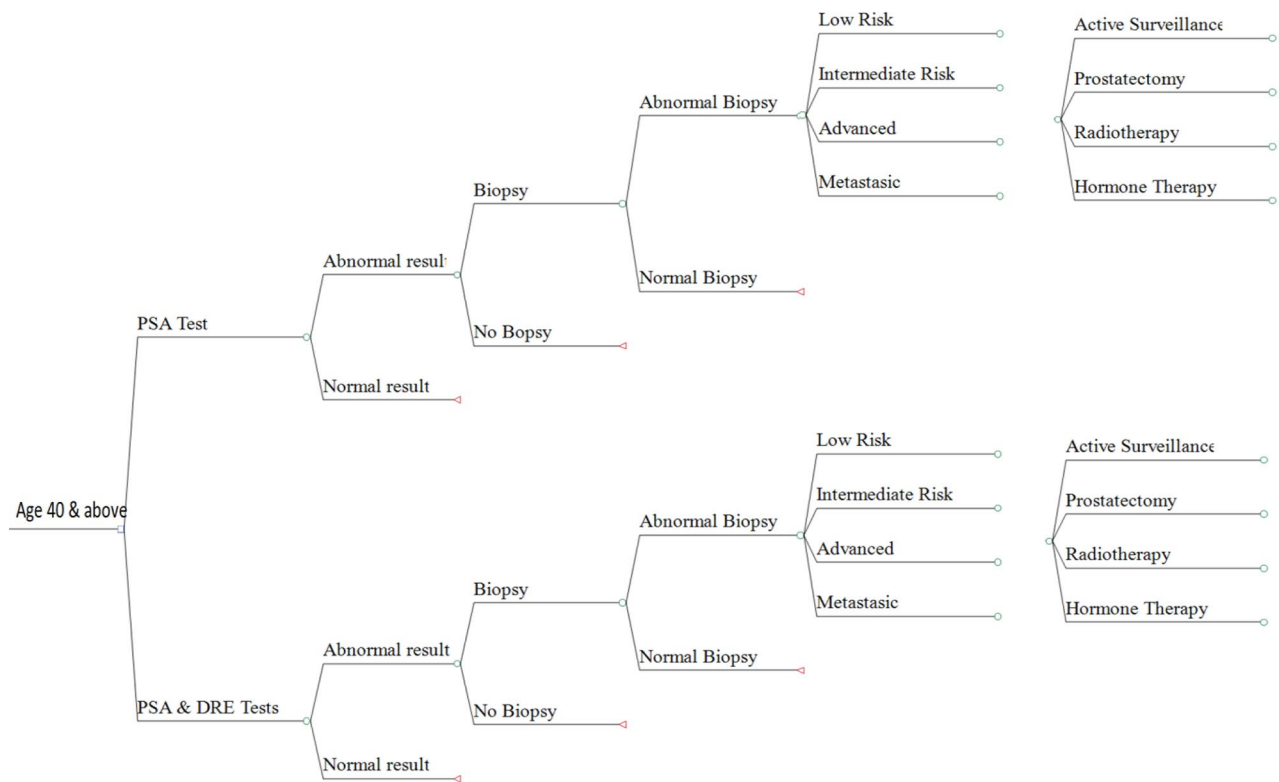 Low Risk
Active Surveillance
Intermediate Risk
Prostatectomy
Abnormal Biopsy
Advanced
Radiotherapy
Metastasic
Hormone Therapy
Biopsy
Abnormal result
Normal Biopsy
PSA Test
No Bopsy
Normal result
Low Risk
Active Surveillance
Intermediate Risk
Prostatectomy
Age 40 & above
Abnormal Biopsy
Advanced
Radiotherapy
Biopsy
Metastasic
Hormone Therapy
Abnormal result
Normal Biopsy
PSA & DRE Tests
No Biopsy
Normal result